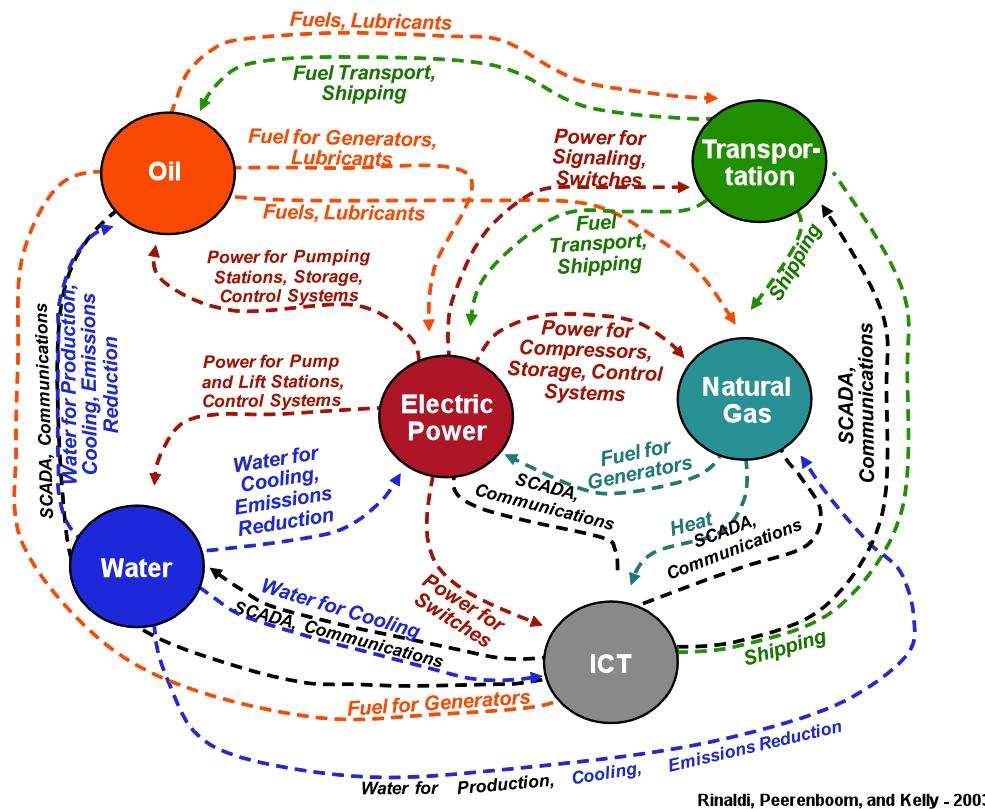 Fuels, Lubricants
Fuel Transport,
Shipping
Oil
Fuel for Generators,
Lubricants
Power for
Signaling,
Switches
Transpor-
tation
Fuels, Lubricants
Fuel
Transport,
Shipping
Shipping
Power for Pumping
Stations, Storage,
Control Systems
Power for
Compressors,
Storage, Control
Systems
SCADA, Communications
Water for Production,
Cooling, Emissions
Reduction
Power for Pump
and Lift Stations,
Control Systems
Electric
Power
Natural
Gas
SCADA,
Communications
Water for
Cooling,
Emissions
Reduction
Fuel for
Generators
SCADA,
Communications
Heat
SCADA,
Communications
Water
Water for Cooling
SCADA, Communications
Power for
Switches
ICT
Shipping
Fuel for Generators
Water for Production, Cooling, Emissions Reduction
Rinaldi, Peerenboom, and Kelly - 2003